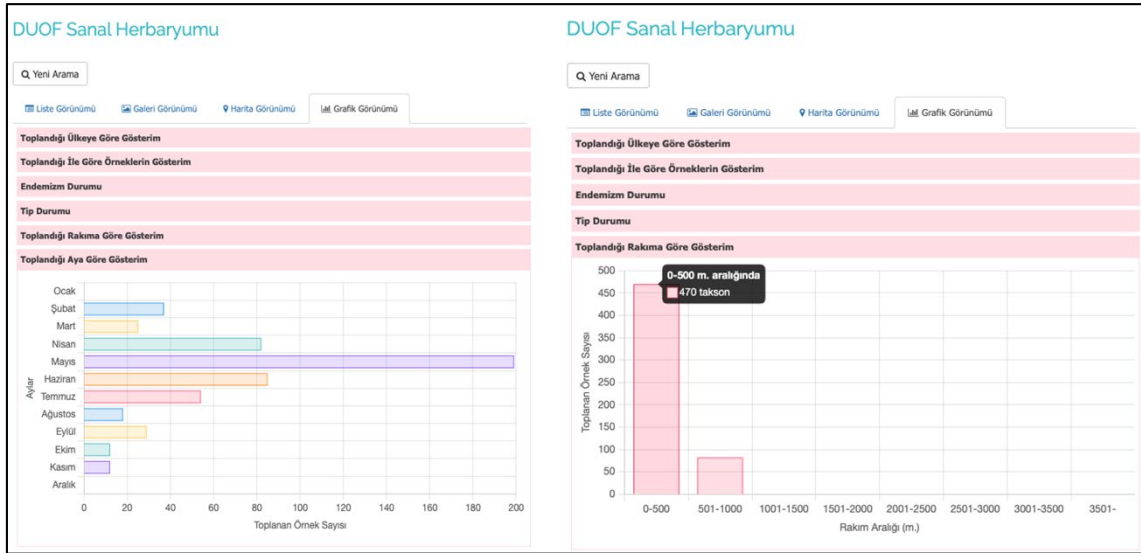 DUOF Sanal Herbaryumu
Yeni Arama
Liste Görünümü Galeri Görünümü Harita Görünümü Grafik Görünümü
Toplandığı Ülkeye Göre Gösterim
Toplandığı İle Göre Örneklerin Gösterim
Endemizm Durumu
Tip Durumu
Toplandığı Rakıma Göre Gösterim
Toplandığı Aya Göre Gösterim
Aylar
Ocak
Şubat
Mart
Nisan
Mayıs
Haziran
Temmuz
Ağustos
Eylül
Ekim
Kasım
Aralık
0 20 40 60 80 100 120 140 160 180 200
Toplanan Örnek Sayısı
DUOF Sanal Herbaryumu
Yeni Arama
Liste Görünümü Galeri Görünümü Harita Görünümü Grafik Görünümü
Toplandığı Ülkeye Göre Gösterim
Toplandığı İle Göre Örneklerin Gösterim
Endemizm Durumu
Tip Durumu
Toplandığı Rakıma Göre Gösterim
Toplanan Örnek Sayısı
500
450
400
350
300
250
200
150
100
50
0
0-500 m. aralığında
470 takson
0-500 501-1000 1001-1500 1501-2000 2001-2500 2501-3000 3001-3500 3501-
Rakım Aralığı (m.)